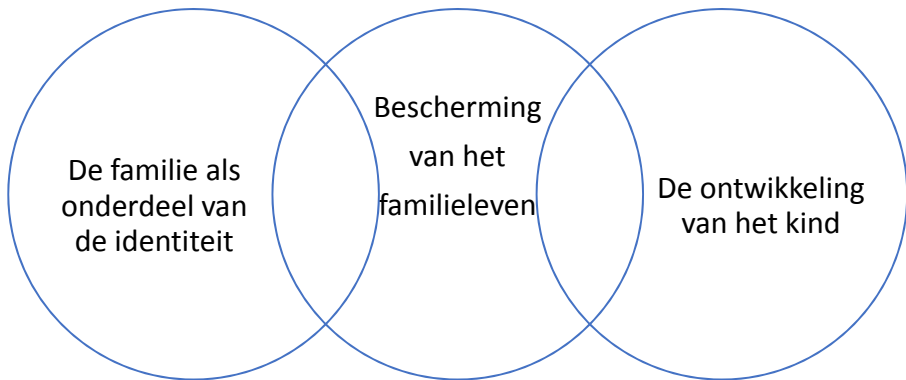 De familie als
onderdeel van
de identiteit
Bescherming
van het
familieleven
De ontwikkeling
van het kind